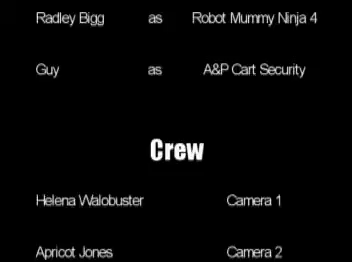 Radley Bigg as Robot Mummy Ninja 4
Guy as A&P Cart Security
Crew
Helena Walobuster Camera 1
Apricot Jones Camera 2